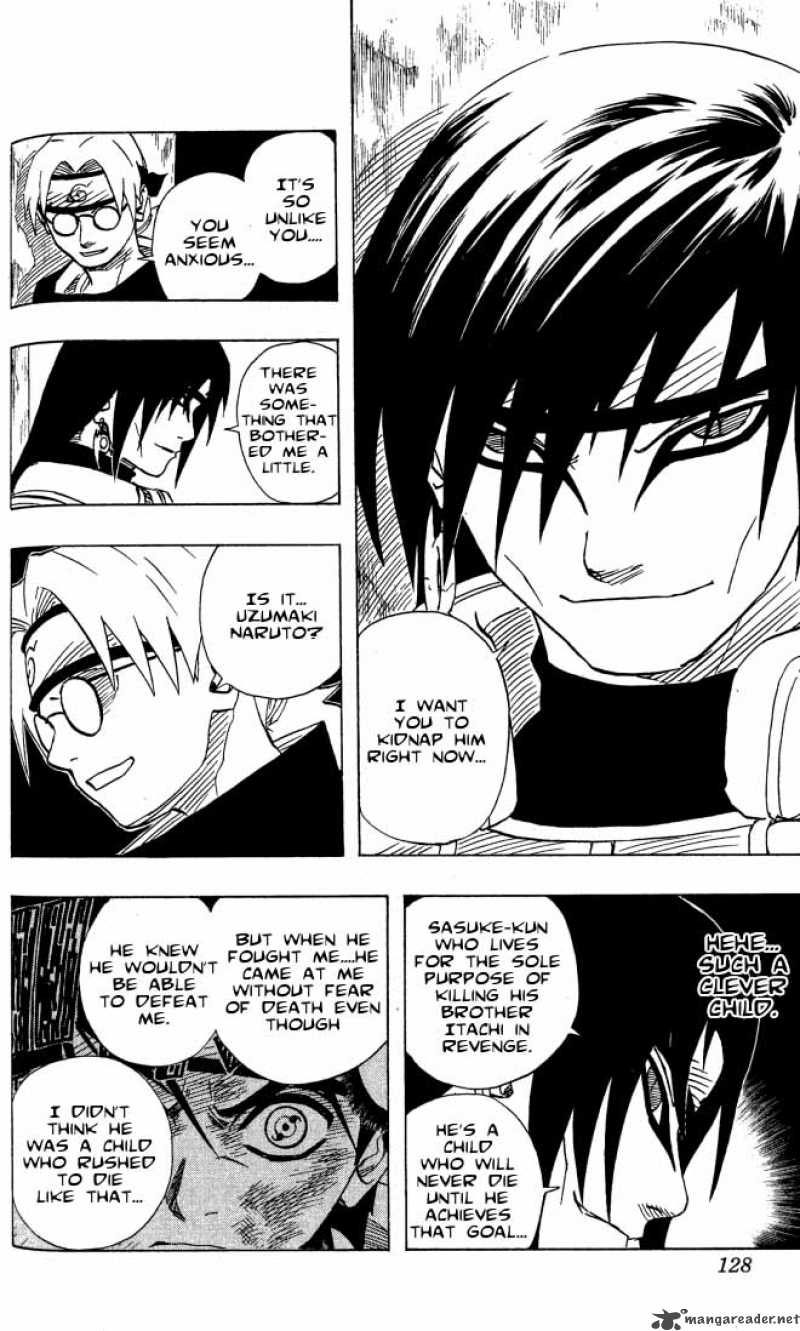 I WANT
YOU TO
KIDNAP HIM
RIGHT NOW...
IT'S
SO
UNLIKE
YOU....
YOU
SEEM
ANXIOUS...
THERE
WAS
SOME-
THING THAT
BOTHER-
ED ME A
LITTLE.
IS IT...
UZUMAKI
NARUTO?
HEHE...
SUCH A
CLEVER
CHILD.
SASUKE-KUN
WHO LIVES
FOR THE SOLE
PURPOSE OF
KILLING HIS
BROTHER
ITACHI IN
REVENGE.
HE'S A
CHILD
WHO WILL
NEVER DIE
UNTIL HE
ACHIEVES
THAT GOAL...
BUT WHEN HE
FOUGHT ME....HE
CAME AT ME
WITHOUT FEAR
OF DEATH EVEN
THOUGH
HE KNEW
HE WOULDN'T
BE ABLE
TO DEFEAT
ME.
I DIDN'T
THINK HE
WAS A CHILD
WHO RUSHED
TO DIE
LIKE THAT...
128
mangareader.net